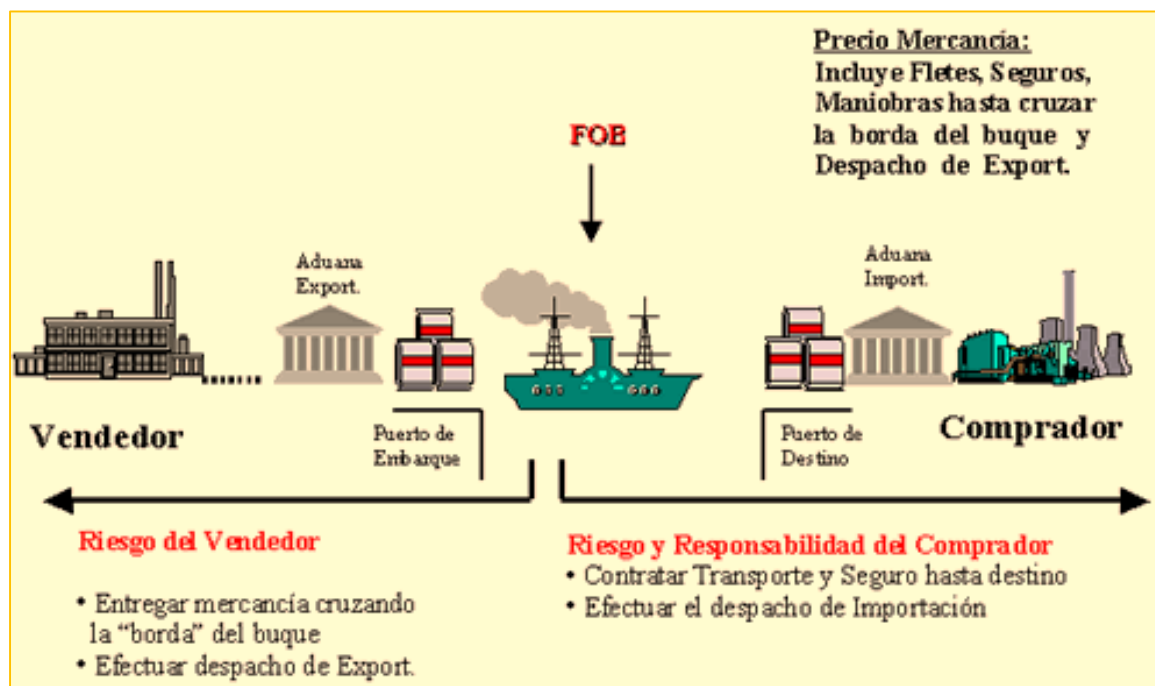 Precio Mercancía:
Incluye Fletes, Seguros,
Maniobras hasta cruzar
la borda del buque y
Despacho de Export.
FOB
Aduana
Export.
Aduana
Import.
Vendedor
Puerto de
Embarque
Puerto de
Destino
Comprador
Riesgo del Vendedor
• Entregar mercancía cruzando
la “borda” del buque
• Efectuar despacho de Export.
Riesgo y Responsabilidad del Comprador
• Contratar Transporte y Seguro hasta destino
• Efectuar el despacho de Importación